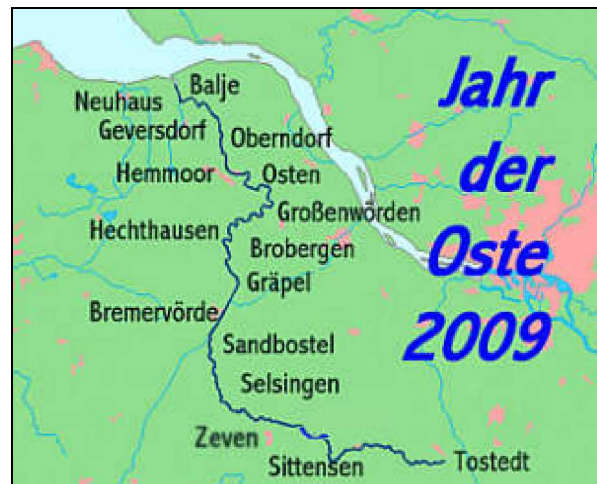 Balje
Neuhaus
Geversdorf
Oberndorf
Hemmoor
Osten
Großenwörden
Hechthausen
Brobergen
Gräpel
Bremervörde
Sandbostel
Selsingen
Zeven
Sittensen
Tostedt
Jahr
der
Oste
2009